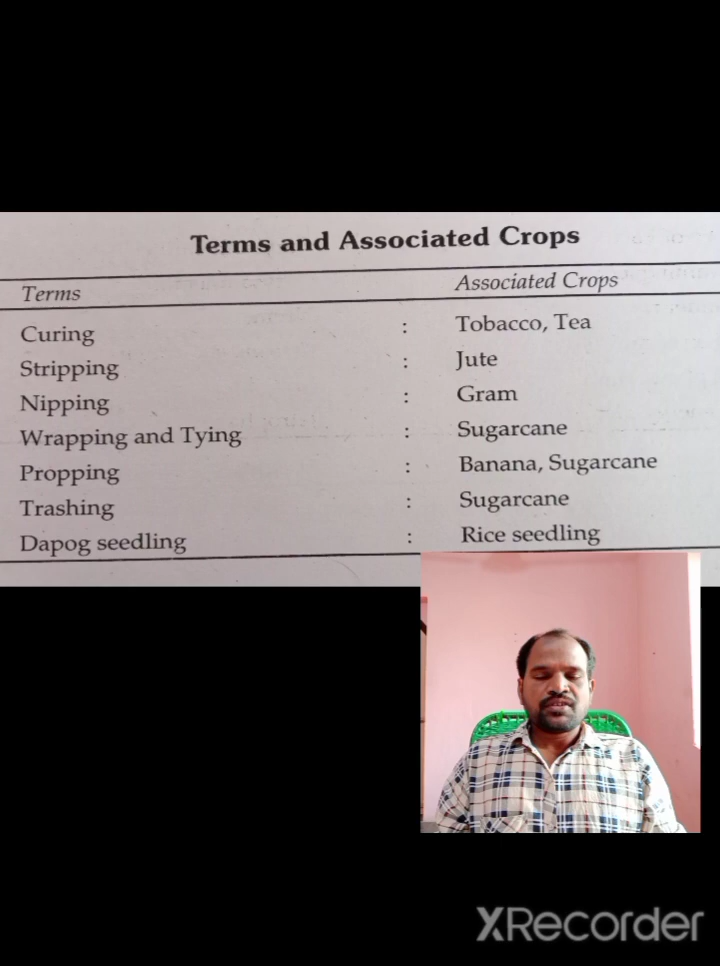 Terms and Associated Crops
Terms Associated Crops
Curing : Tobacco, Tea
Stripping : Jute
Nipping : Gram
Wrapping and Tying : Sugarcane
Propping : Banana, Sugarcane
Trashing : Sugarcane
Dapog seedling : Rice seedling
XRecorder